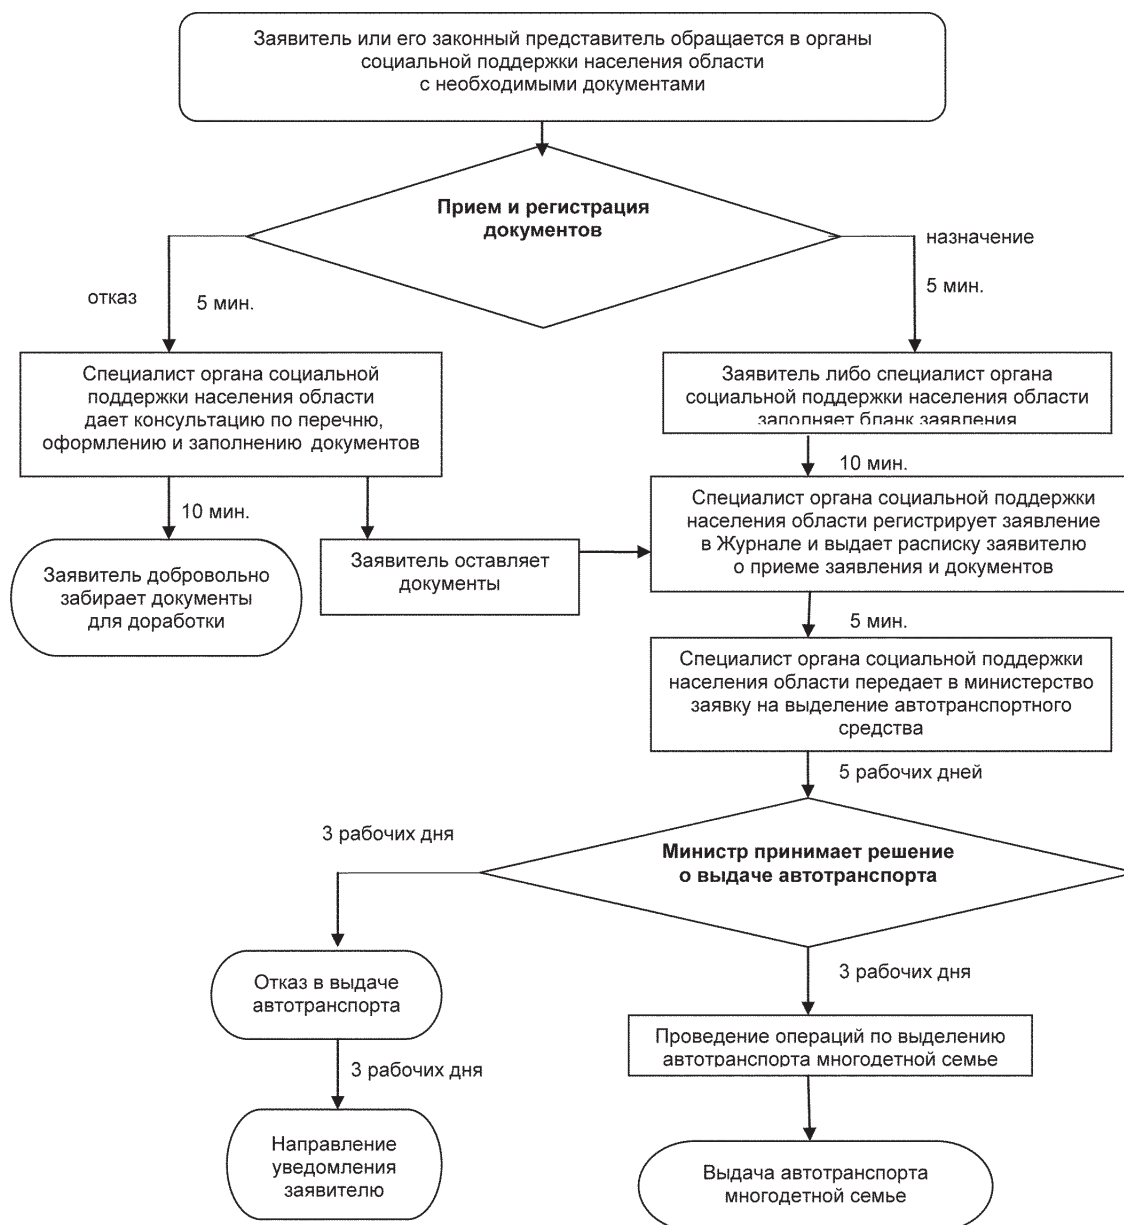 Заявитель или его законный представитель обращается в органы
социальной поддержки населения области
с необходимыми документами
Прием и регистрация
документов
назначение
отказ
5 мин.
5 мин.
Специалист органа социальной
поддержки населения области
дает консультацию по перечню,
оформлению и заполнению документов
Заявитель либо специалист органа
социальной поддержки населения области
заполняет бланк заявления
10 мин.
10 мин.
Специалист органа социальной поддержки
населения области регистрирует заявление
в Журнале и выдает расписку заявителю
о приеме заявления и документов
Заявитель оставляет
документы
Заявитель добровольно
забирает документы
для доработки
5 мин.
Специалист органа социальной поддержки
населения области передает в министерство
заявку на выделение автотранспортного
средства
5 рабочих дней
3 рабочих дня
Министр принимает решение
о выдаче автотранспорта
3 рабочих дня
Отказ в выдаче
автотранспорта
Проведение операций по выделению
автотранспорта многодетной семье
3 рабочих дня
Направление
уведомления
заявителю
Выдача автотранспорта
многодетной семье